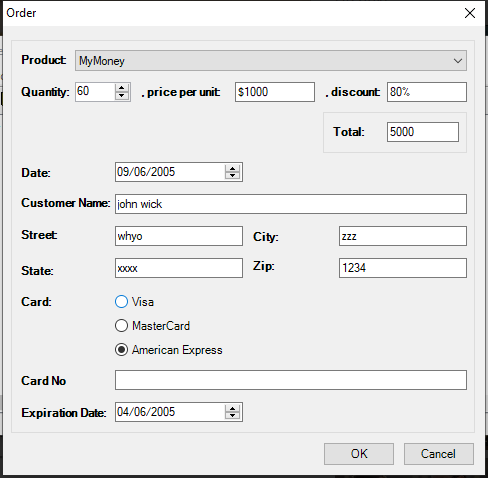 Order
Product: MyMoney
Quantity: 60 , price per unit: $1000 , discount: 80%
Total: 5000
Date: 09/06/2005
Customer Name: john wick
Street: whyo City: zzz
State: xxxx Zip: 1234
Card: Visa
MasterCard
American Express
Card No
Expiration Date: 04/06/2005
OK Cancel